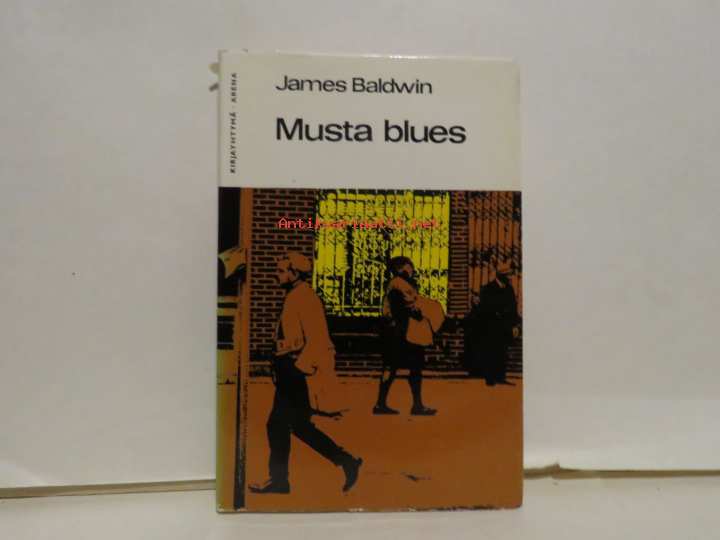 James Baldwin
Musta blues
KIRJAYHTYMÄ · ARENA
Antikvariaatti.net